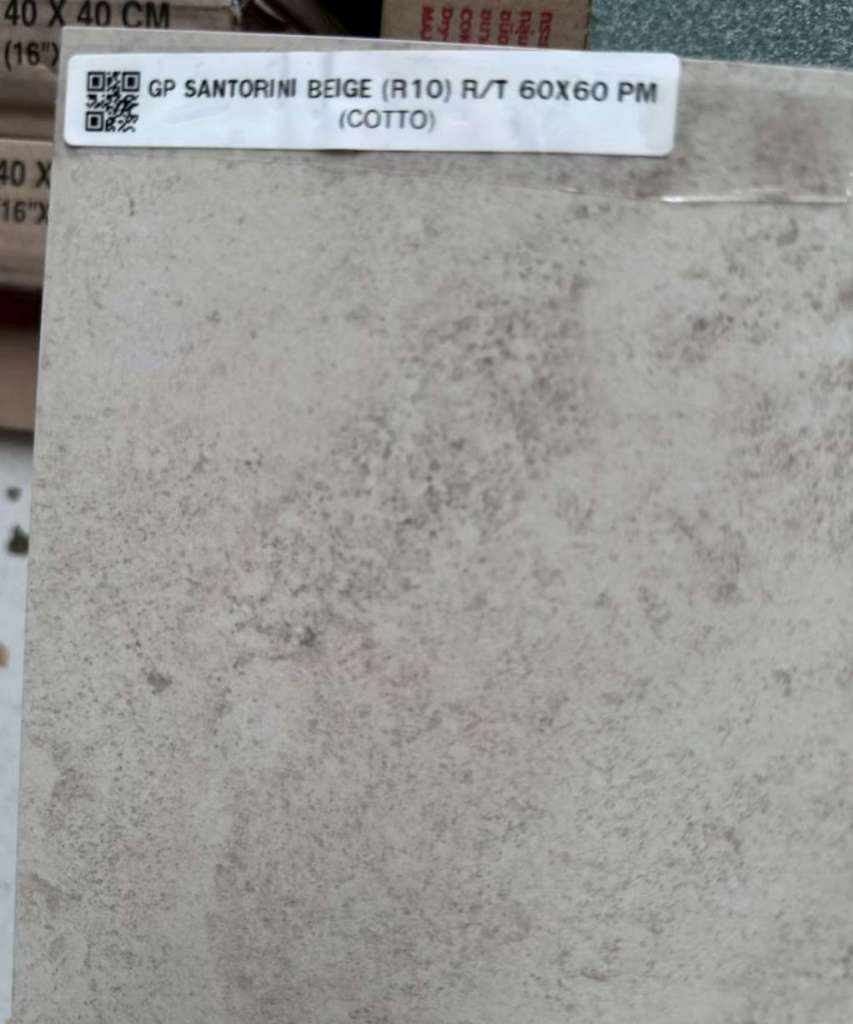 40 X 40 CM
(16")
GP SANTORINI BEIGE (R10) R/T 60X60 PM
(COTTO)
40 X
16"X